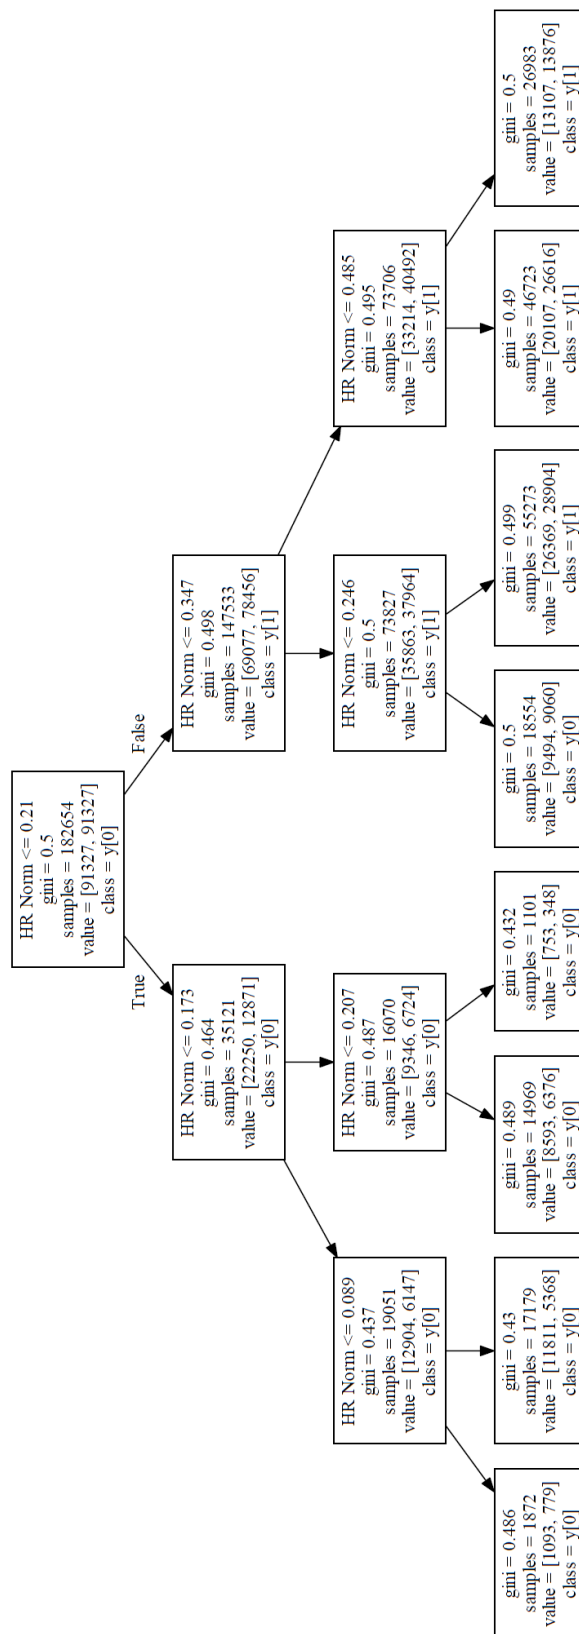 HR Norm <= 0.21
gini = 0.5
samples = 182654
value = [91327, 91327]
class = y[0]
True
False
HR Norm <= 0.173
gini = 0.464
samples = 35121
value = [22250, 12871]
class = y[0]
HR Norm <= 0.347
gini = 0.498
samples = 147533
value = [69077, 78456]
class = y[1]
HR Norm <= 0.089
gini = 0.437
samples = 19051
value = [12904, 6147]
class = y[0]
HR Norm <= 0.207
gini = 0.487
samples = 16070
value = [9346, 6724]
class = y[0]
HR Norm <= 0.246
gini = 0.5
samples = 73827
value = [35863, 37964]
class = y[1]
HR Norm <= 0.485
gini = 0.495
samples = 73706
value = [33214, 40492]
class = y[1]
gini = 0.486
samples = 1872
value = [1093, 779]
class = y[0]
gini = 0.43
samples = 17179
value = [11811, 5368]
class = y[0]
gini = 0.489
samples = 14969
value = [8593, 6376]
class = y[0]
gini = 0.432
samples = 1101
value = [753, 348]
class = y[0]
gini = 0.5
samples = 18554
value = [9494, 9060]
class = y[0]
gini = 0.499
samples = 55273
value = [26369, 28904]
class = y[1]
gini = 0.49
samples = 46723
value = [20107, 26616]
class = y[1]
gini = 0.5
samples = 26983
value = [13107, 13876]
class = y[1]